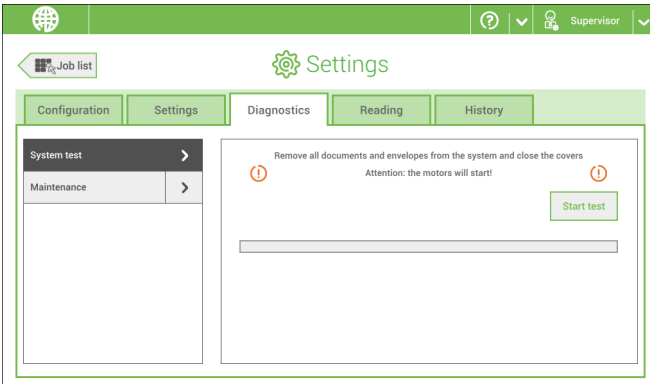 Supervisor
Job list
Settings
Configuration
Settings
Diagnostics
Reading
History
System test
Maintenance
Remove all documents and envelopes from the system and close the covers
Attention: the motors will start!
Start test